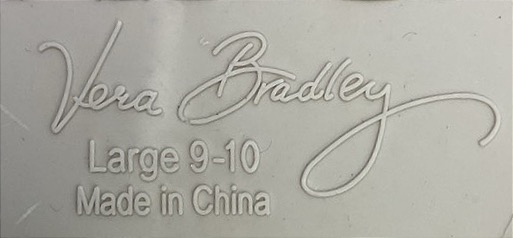 Vera Bradley
Large 9-10
Made in China